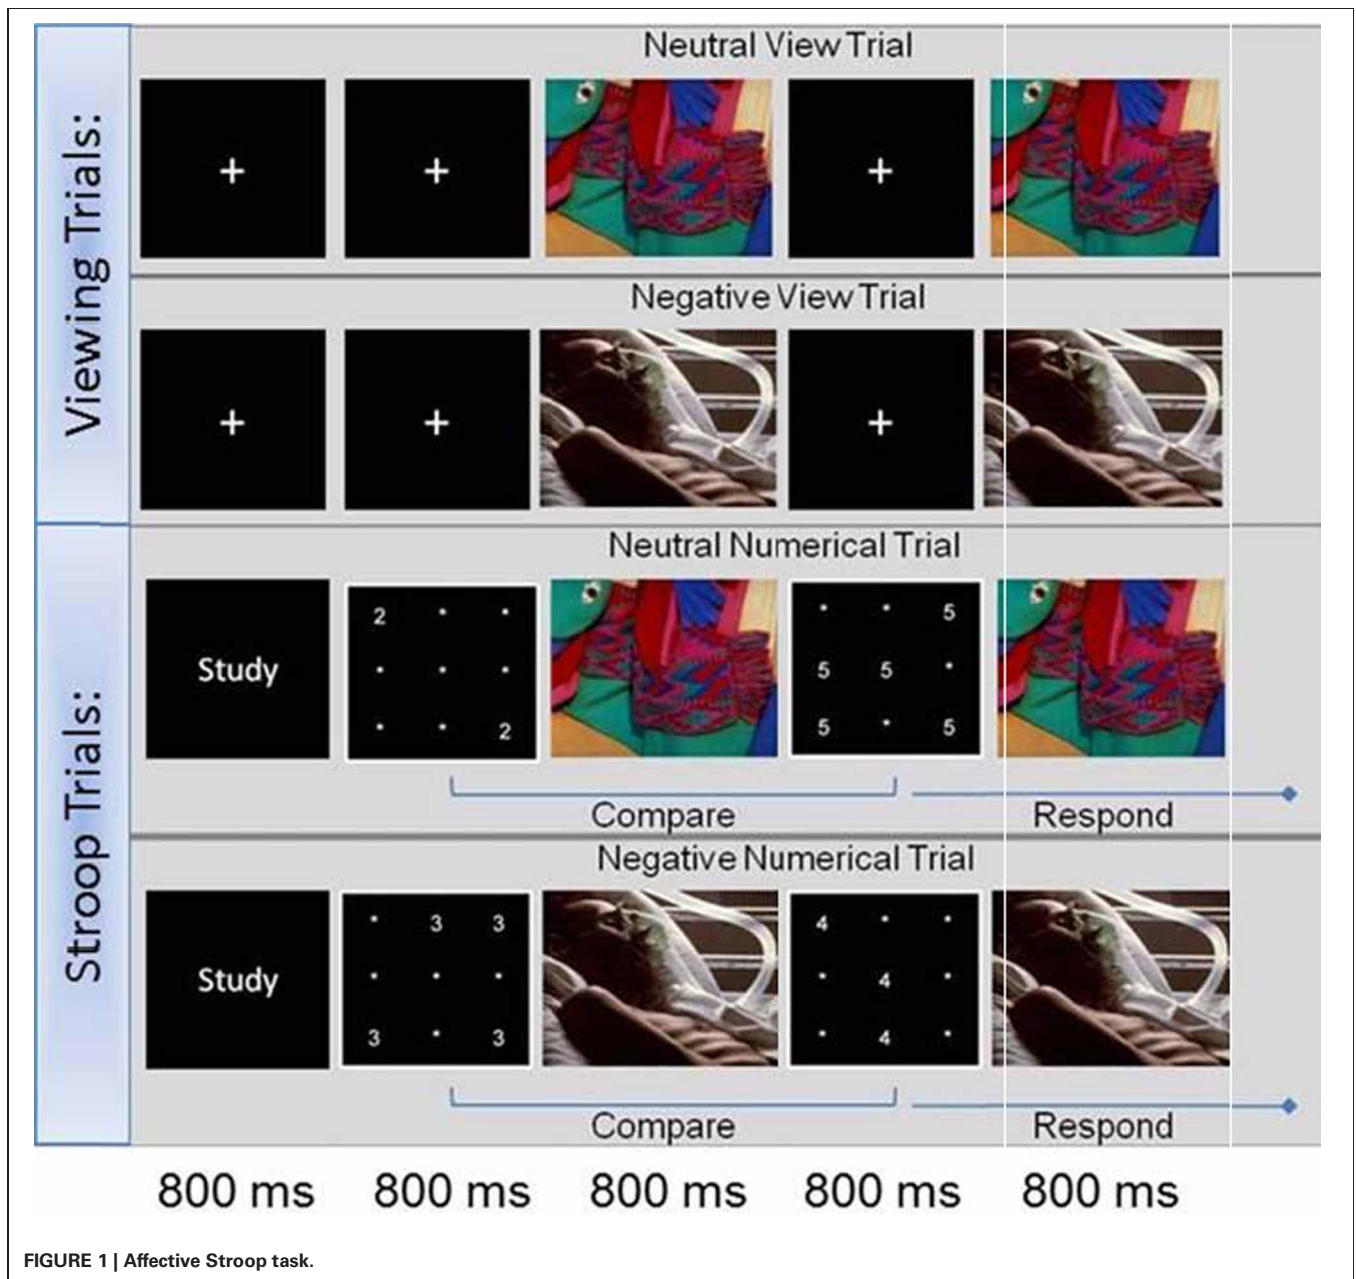 Viewing Trials:
Neutral View Trial
+ + +
Negative View Trial
+ + +
Stroop Trials:
Neutral Numerical Trial
Study
2 * *
* * *
* * 2
* * 5
5 5 *
5 * 5
Compare
Respond
Negative Numerical Trial
Study
* 3 3
* * *
3 * 3
4 * *
* 4 *
* 4 *
Compare
Respond
800 ms 800 ms 800 ms 800 ms 800 ms
FIGURE 1 | Affective Stroop task.